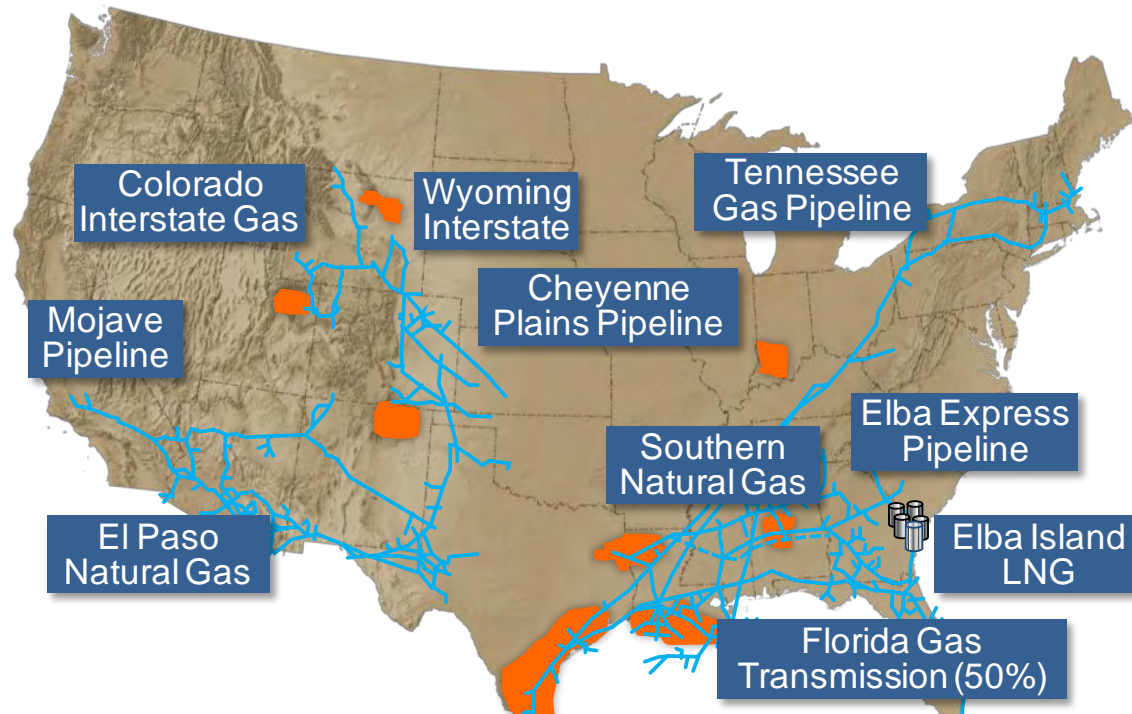 Colorado
Interstate Gas
Wyoming
Interstate
Tennessee
Gas Pipeline
Cheyenne
Plains Pipeline
Mojave
Pipeline
Elba Express
Pipeline
Southern
Natural Gas
El Paso
Natural Gas
Elba Island
LNG
Florida Gas
Transmission (50%)